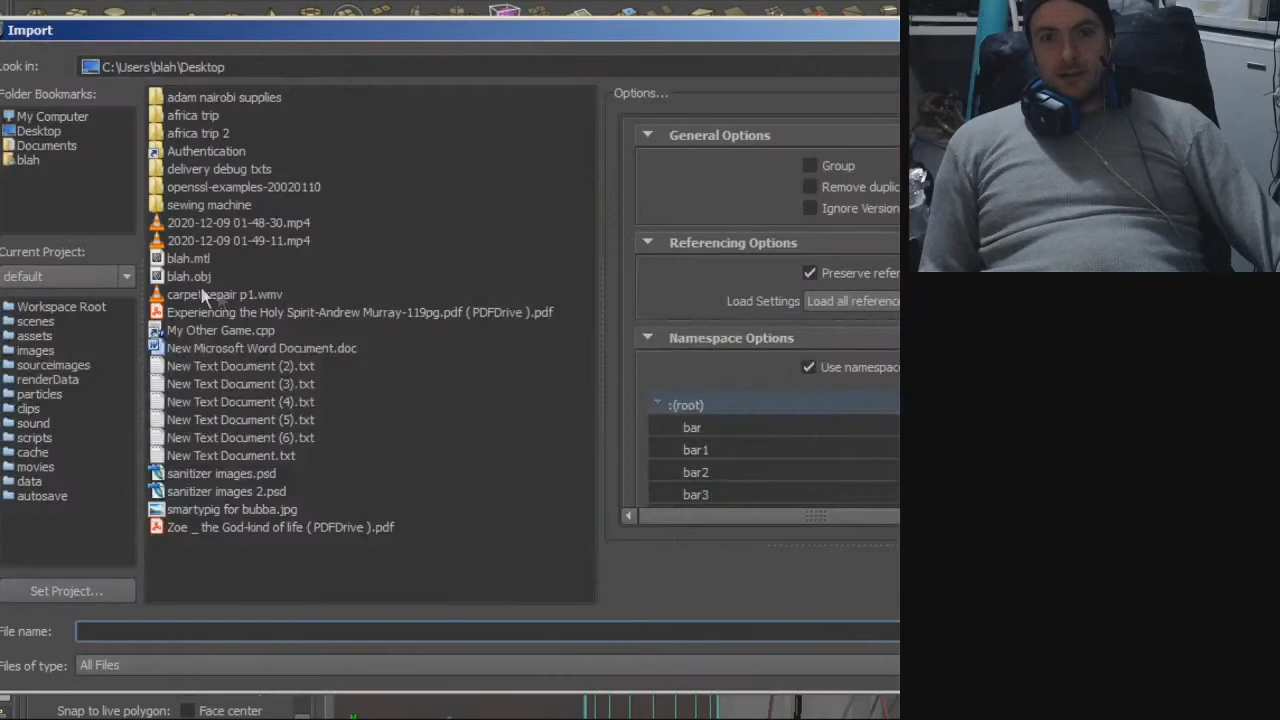 Import
Look in:
C:\Users\blah\Desktop
Folder Bookmarks:
My Computer
Desktop
Documents
blah
Current Project:
default
Workspace Root
scenes
assets
images
sourceimages
renderData
particles
clips
sound
scripts
cache
movies
data
autosave
Set Project...
adam nairobi supplies
africa trip
africa trip 2
Authentication
delivery debug txts
openssl-examples-20020110
sewing machine
2020-12-09 01-48-30.mp4
2020-12-09 01-49-11.mp4
blah.mtl
blah.obj
carpet repair p1.wmv
Experiencing the Holy Spirit-Andrew Murray-119pg.pdf ( PDFDrive ).pdf
My Other Game.cpp
New Microsoft Word Document.doc
New Text Document (2).txt
New Text Document (3).txt
New Text Document (4).txt
New Text Document (5).txt
New Text Document (6).txt
New Text Document.txt
sanitizer images.psd
sanitizer images 2.psd
smartypig for bubba.jpg
Zoe _ the God-kind of life ( PDFDrive ).pdf
Options...
General Options
Group
Remove duplic
Ignore Version
Referencing Options
Preserve refer
Load Settings
Load all reference
Namespace Options
Use namespace
:(root)
bar
bar1
bar2
bar3
File name:
Files of type:
All Files
Snap to live polygon:
Face center